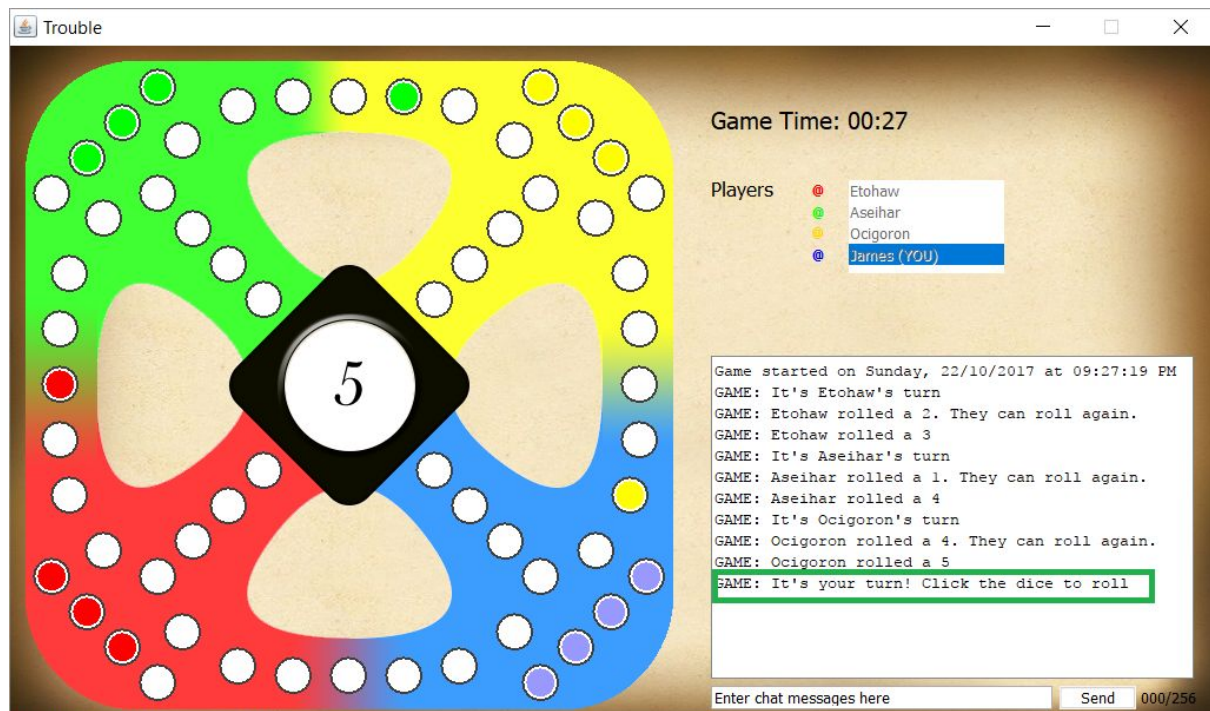 Trouble
5
Game Time: 00:27
Players
@ Etohaw
@ Aseihar
@ Ocigoron
@ James (YOU)
Game started on Sunday, 22/10/2017 at 09:27:19 PM
GAME: It's Etohaw's turn
GAME: Etohaw rolled a 2. They can roll again.
GAME: Etohaw rolled a 3
GAME: It's Aseihar's turn
GAME: Aseihar rolled a 1. They can roll again.
GAME: Aseihar rolled a 4
GAME: It's Ocigoron's turn
GAME: Ocigoron rolled a 4. They can roll again.
GAME: Ocigoron rolled a 5
GAME: It's your turn! Click the dice to roll
Enter chat messages here
Send
000/256